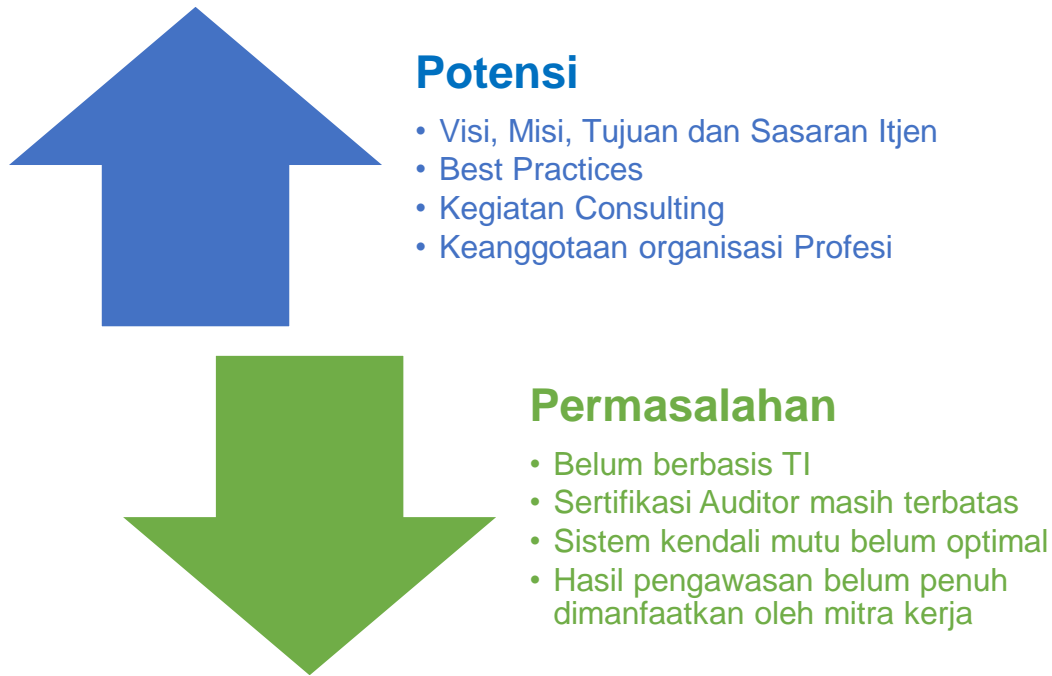 Potensi
• Visi, Misi, Tujuan dan Sasaran Itjen
• Best Practices
• Kegiatan Consulting
• Keanggotaan organisasi Profesi
Permasalahan
• Belum berbasis TI
• Sertifikasi Auditor masih terbatas
• Sistem kendali mutu belum optimal
• Hasil pengawasan belum penuh
dimanfaatkan oleh mitra kerja